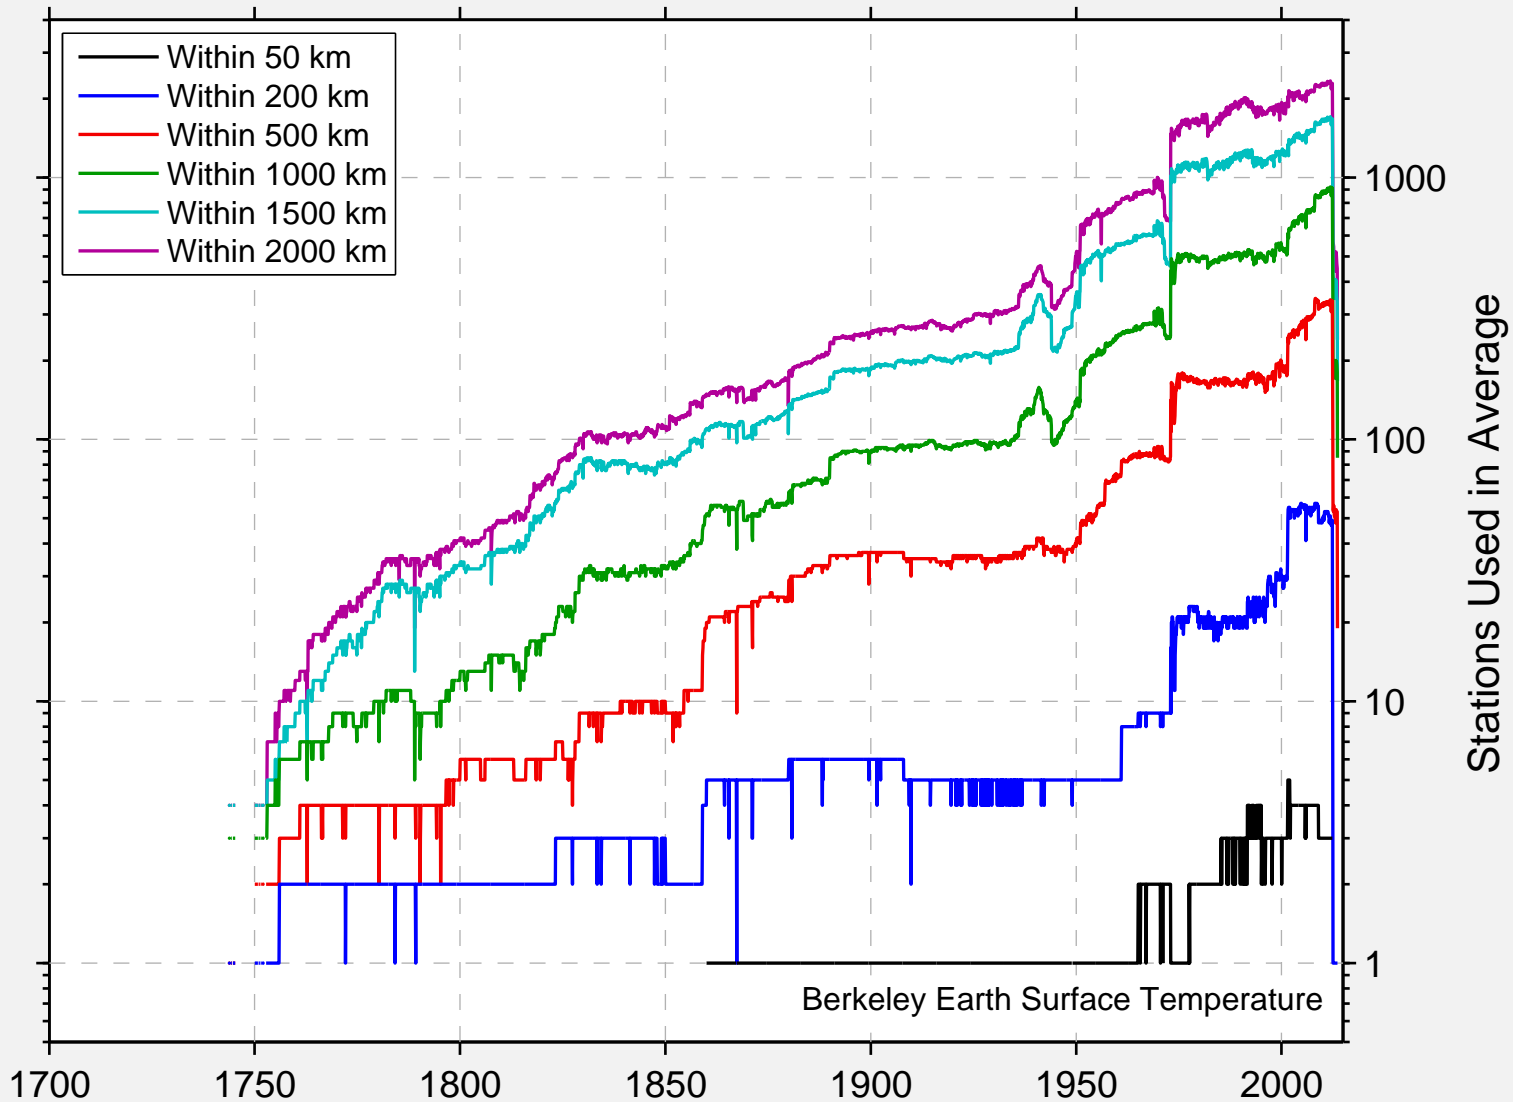 Within 50 km
Within 200 km
Within 500 km
Within 1000 km
Within 1500 km
Within 2000 km
1000
100
10
1
Stations Used in Average
Berkeley Earth Surface Temperature
1700 1750 1800 1850 1900 1950 2000